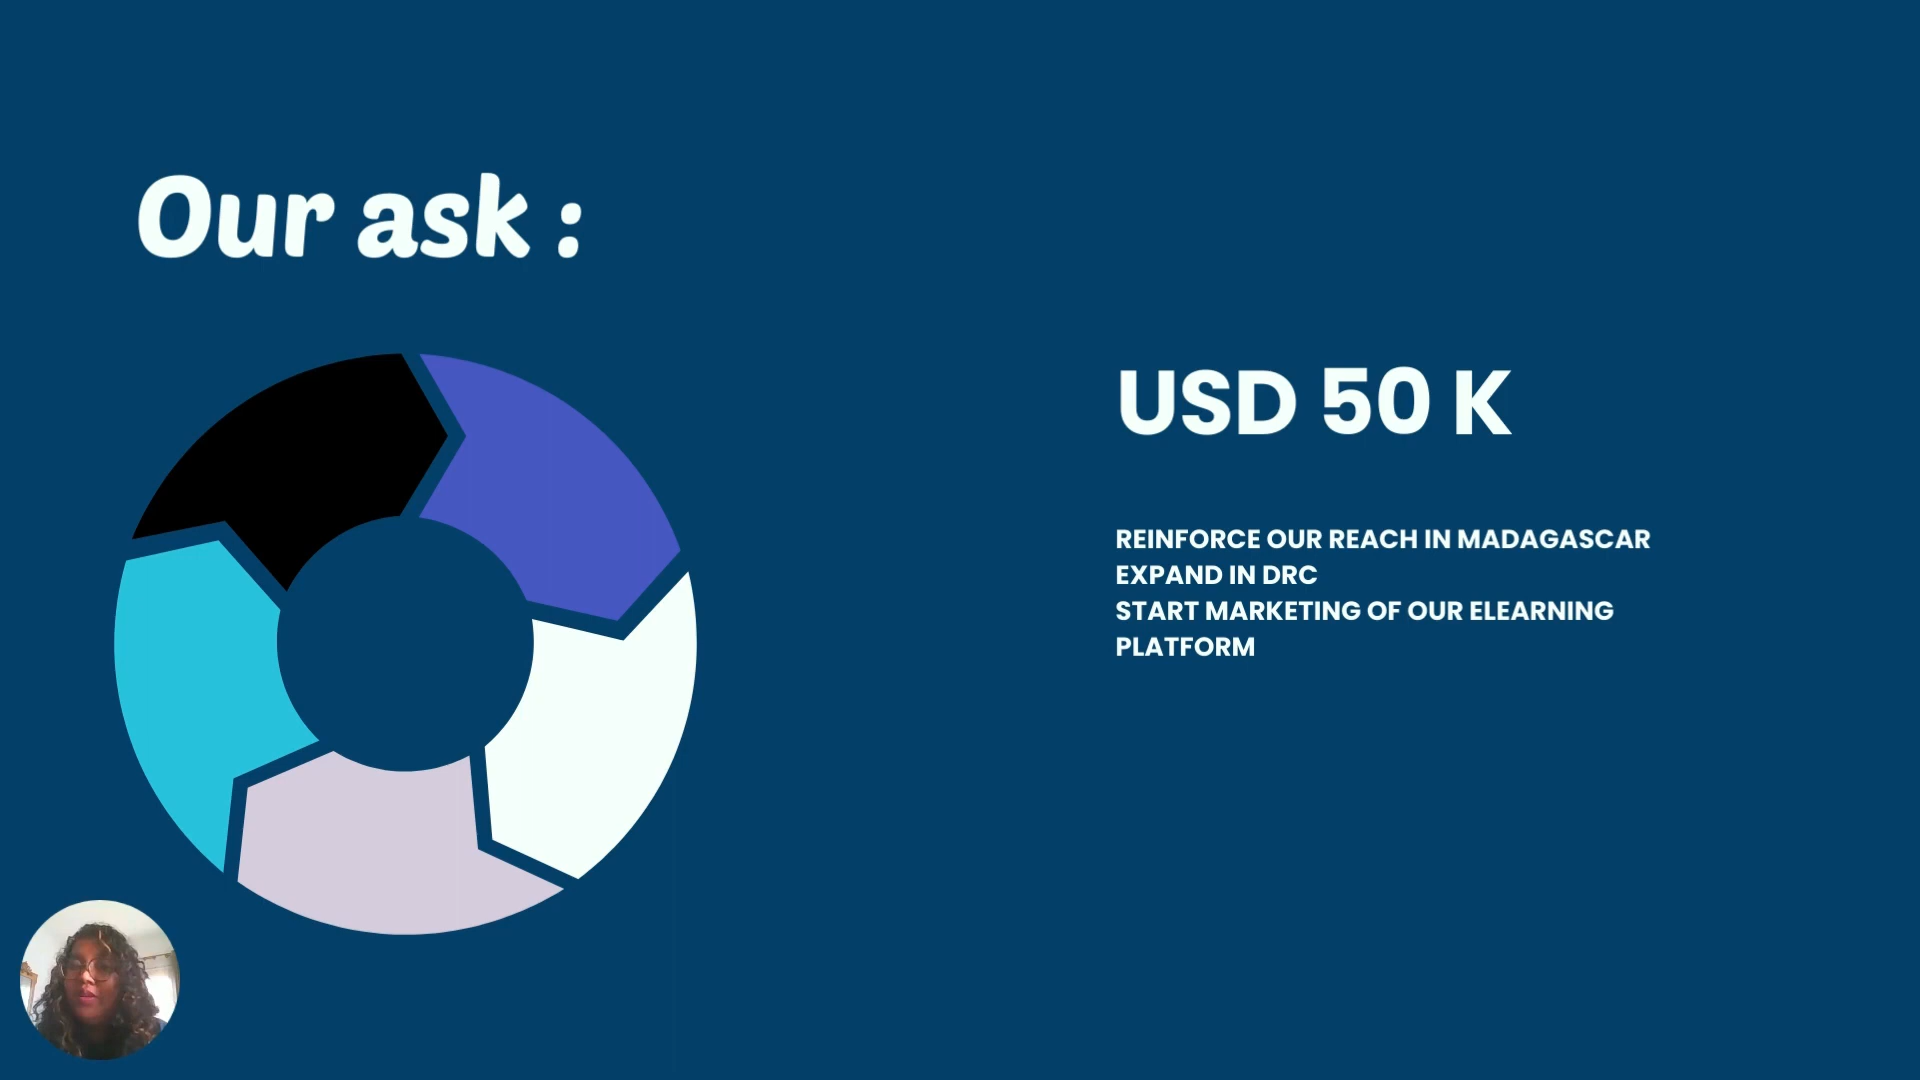 Our ask :
USD 50 K
REINFORCE OUR REACH IN MADAGASCAR
EXPAND IN DRC
START MARKETING OF OUR ELEARNING
PLATFORM